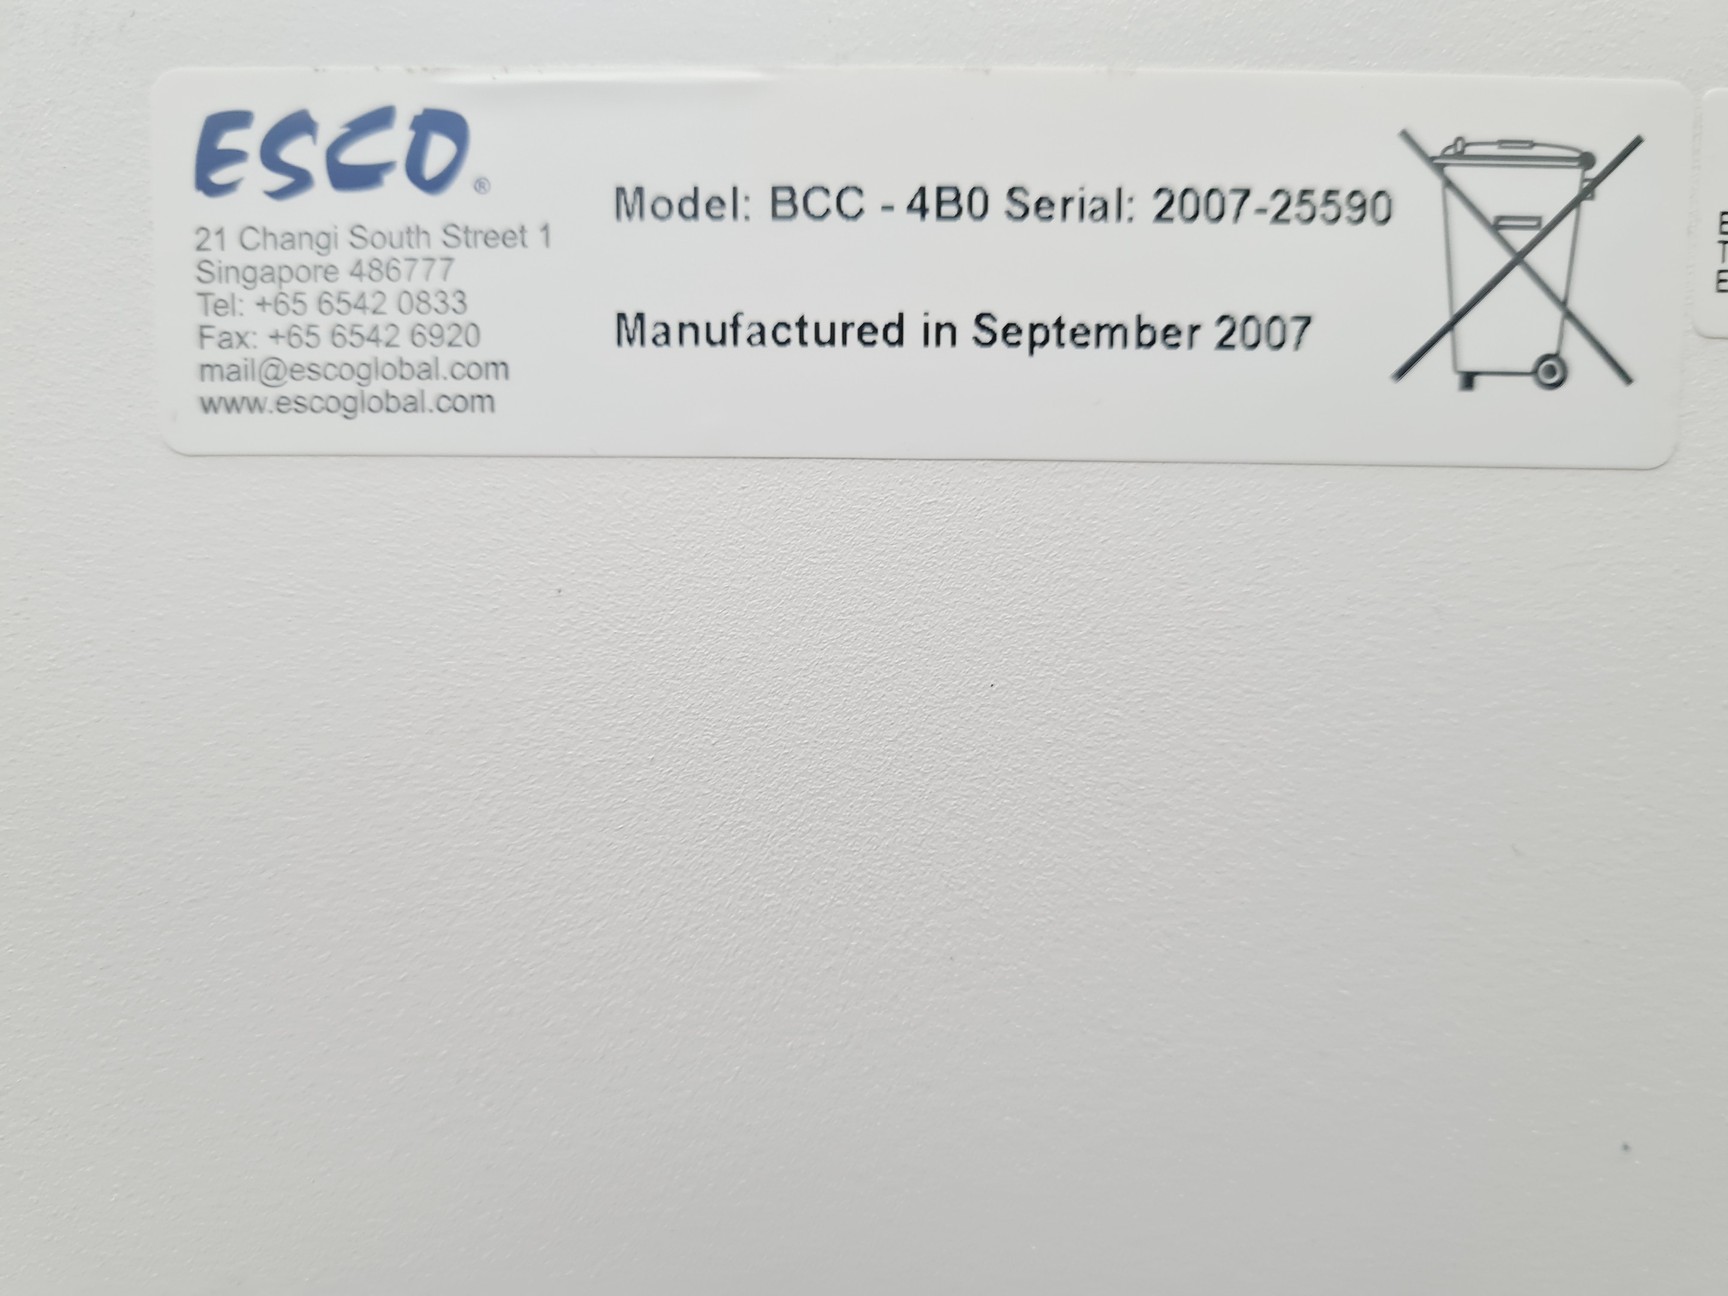 ESCO®
21 Changi South Street 1
Singapore 486777
Tel: +65 6542 0833
Fax: +65 6542 6920
mail@escoglobal.com
www.escoglobal.com
Model: BCC - 4B0 Serial: 2007-25590
Manufactured in September 2007